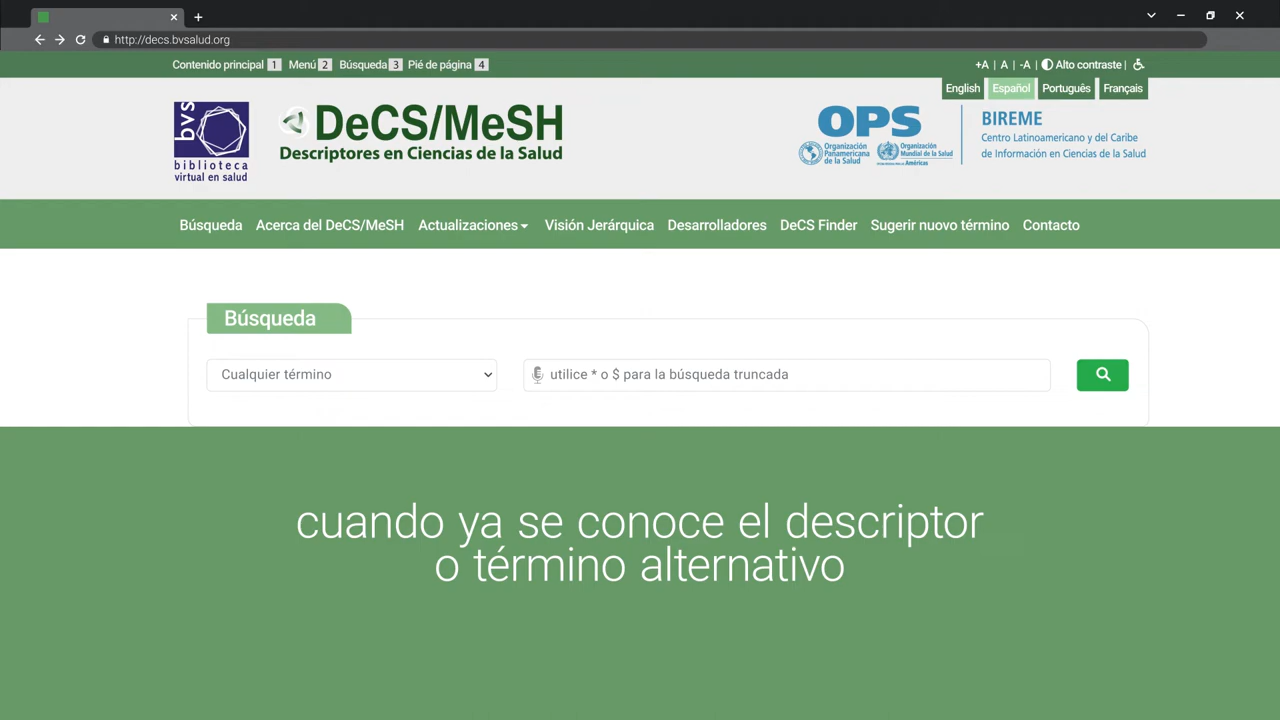 http://decs.bvsalud.org
Contenido principal 1 Menú 2 Búsqueda 3 Pié de página 4
+A | A | -A | Alto contraste |
English Español Português Français
bvs
biblioteca
virtual en salud
DeCS/MeSH
Descriptores en Ciencias de la Salud
OPS
Organización
Panamericana
de la Salud
Organización
Mundial de la Salud
Américas
BIREME
Centro Latinoamericano y del Caribe
de Información en Ciencias de la Salud
Búsqueda Acerca del DeCS/MeSH Actualizaciones Visión Jerárquica Desarrolladores DeCS Finder Sugerir nuevo término Contacto
Búsqueda
Cualquier término
utilice * o $ para la búsqueda truncada
cuando ya se conoce el descriptor
o término alternativo